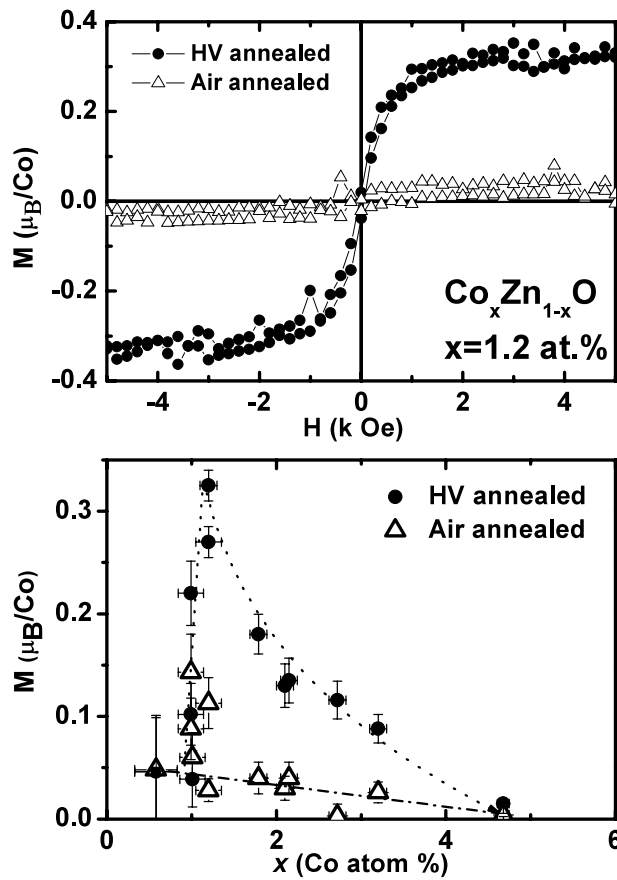 HV annealed
Air annealed
0.4
0.2
0.0
-0.2
-0.4
M (μB/Co)
CoxZn1-xO
x=1.2 at.%
-4 -2 0 2 4
H (k Oe)
HV annealed
Air annealed
0.3
0.2
0.1
0.0
M (μB/Co)
0 2 4 6
x (Co atom %)